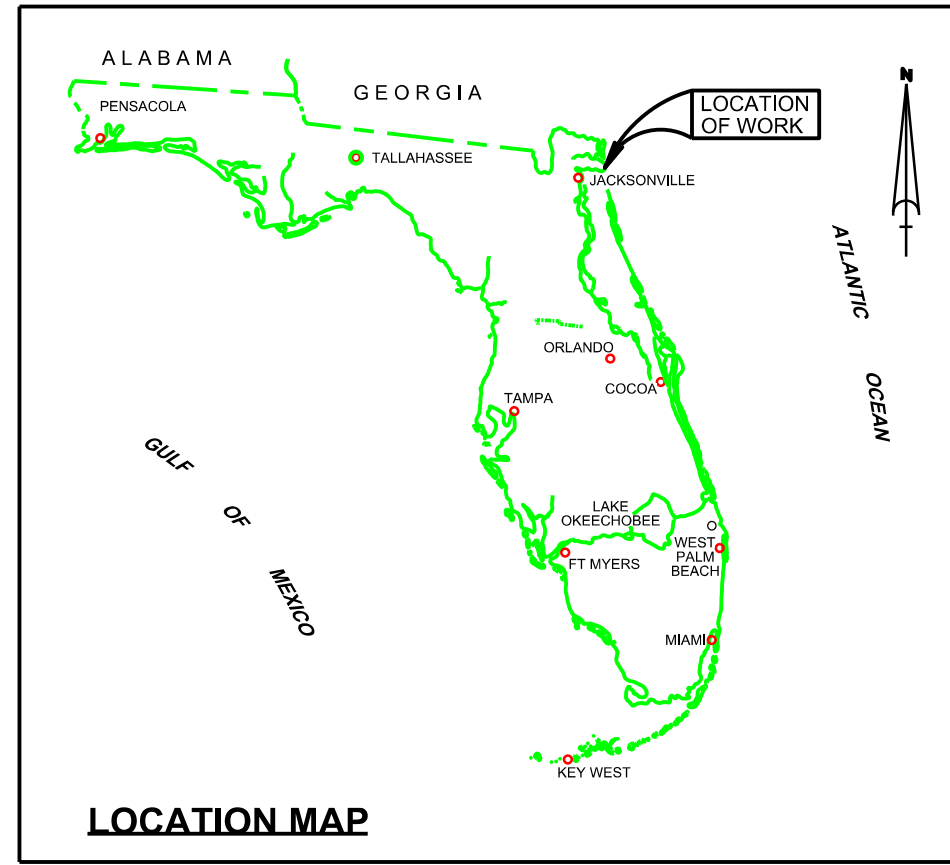 ALABAMA
GEORGIA
N
PENSACOLA
LOCATION
OF WORK
TALLAHASSEE
JACKSONVILLE
ATLANTIC
OCEAN
ORLANDO
COCOA
TAMPA
GULF
OF
MEXICO
LAKE
OKEECHOBEE
WEST
PALM
BEACH
FT MYERS
MIAMI
KEY WEST
LOCATION MAP